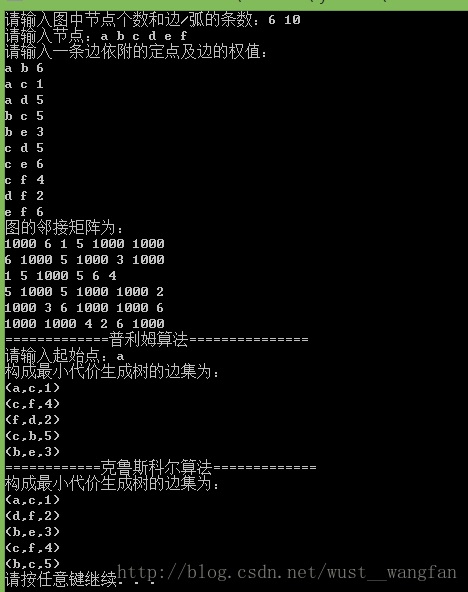 请输入图中节点个数和边/弧的条数：6 10
请输入节点：a b c d e f
请输入一条边依附的定点及边的权值：
a b 6
a c 1
a d 5
b c 5
b e 3
c d 5
c e 6
c f 4
d f 2
e f 6
图的邻接矩阵为：
1000 6 1 5 1000 1000
6 1000 5 1000 3 1000
1 5 1000 5 6 4
5 1000 5 1000 1000 2
1000 3 6 1000 1000 6
1000 1000 4 2 6 1000
=============普利姆算法===============
请输入起始点：a
构成最小代价生成树的边集为：
(a,c,1)
(c,f,4)
(f,d,2)
(c,b,5)
(b,e,3)
============克鲁斯科尔算法=============
构成最小代价生成树的边集为：
(a,c,1)
(d,f,2)
(b,e,3)
(c,f,4)
(b,c,5)
请按任意键继续. . .
http://blog.csdn.net/wust__wangfan